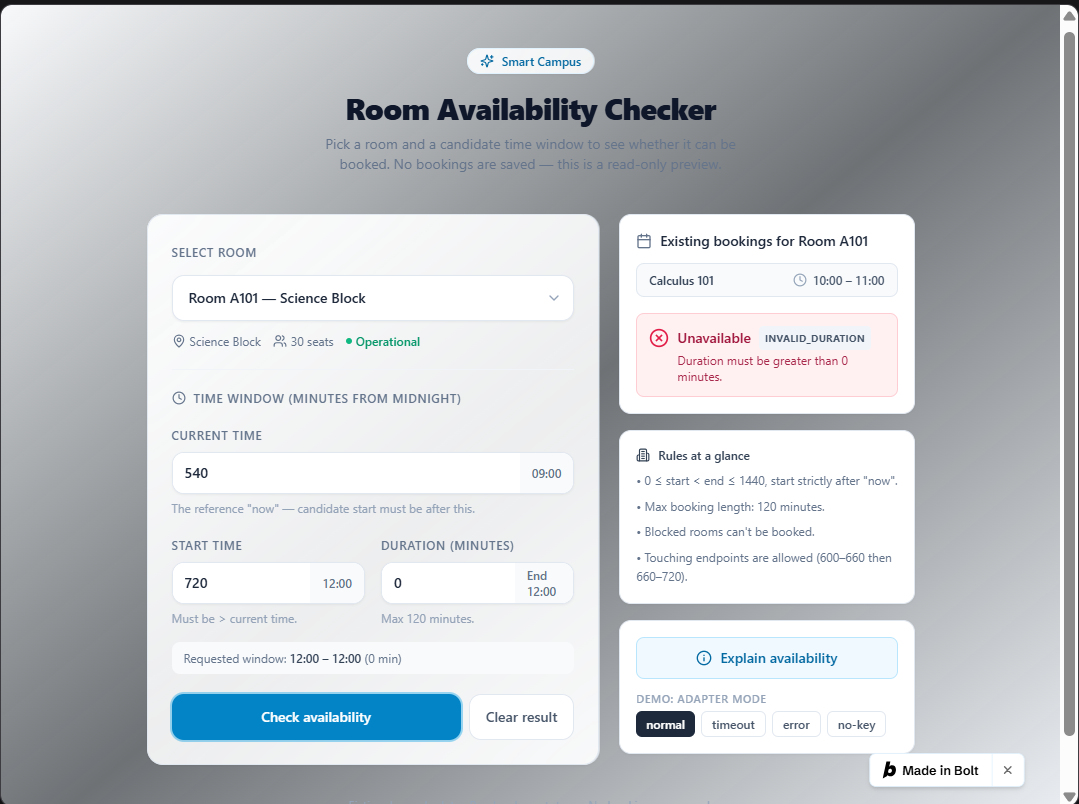 Smart Campus
Room Availability Checker
Pick a room and a candidate time window to see whether it can be
booked. No bookings are saved — this is a read-only preview.
SELECT ROOM
Room A101 — Science Block
Science Block 30 seats Operational
TIME WINDOW (MINUTES FROM MIDNIGHT)
CURRENT TIME
540 09:00
The reference "now" — candidate start must be after this.
START TIME
720 12:00
Must be > current time.
DURATION (MINUTES)
0 End
12:00
Max 120 minutes.
Requested window: 12:00 – 12:00 (0 min)
Check availability
Clear result
Existing bookings for Room A101
Calculus 101 10:00 – 11:00
Unavailable INVALID_DURATION
Duration must be greater than 0
minutes.
Rules at a glance
• 0 ≤ start < end ≤ 1440, start strictly after "now".
• Max booking length: 120 minutes.
• Blocked rooms can't be booked.
• Touching endpoints are allowed (600–660 then
660–720).
Explain availability
DEMO: ADAPTER MODE
normal timeout error no-key
b Made in Bolt ×